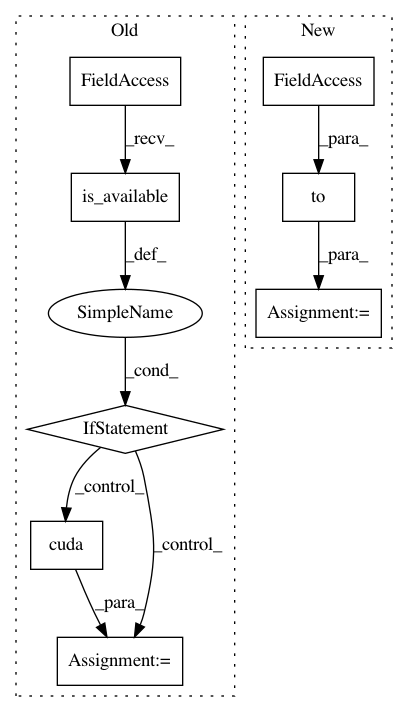 Old
New
FieldAccess
FieldAccess
_recv_
_para_
is_available
to
_def_
_para_
SimpleName
Assignment:=
_cond_
IfStatement
_control_
cuda
_control_
_para_
Assignment:=